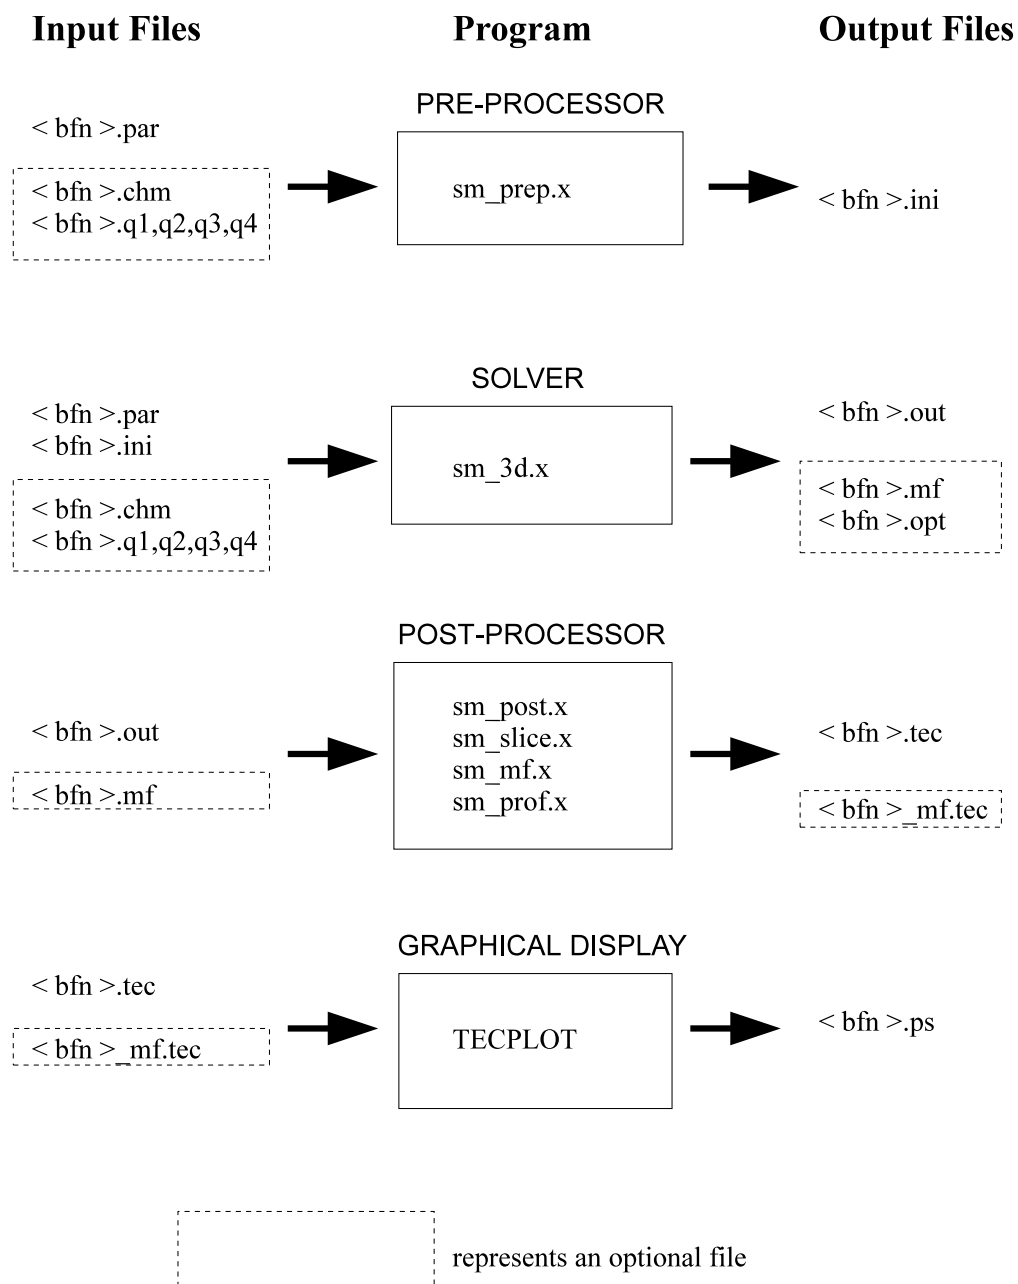 Input Files
Program
Output Files
PRE-PROCESSOR
< bfn >.par
< bfn >.chm
< bfn >.q1,q2,q3,q4
sm_prep.x
< bfn >.ini
SOLVER
< bfn >.par
< bfn >.ini
< bfn >.chm
< bfn >.q1,q2,q3,q4
sm_3d.x
< bfn >.out
< bfn >.mf
< bfn >.opt
POST-PROCESSOR
< bfn >.out
< bfn >.mf
sm_post.x
sm_slice.x
sm_mf.x
sm_prof.x
< bfn >.tec
< bfn >_mf.tec
GRAPHICAL DISPLAY
< bfn >.tec
< bfn >_mf.tec
TECPLOT
< bfn >.ps
represents an optional file